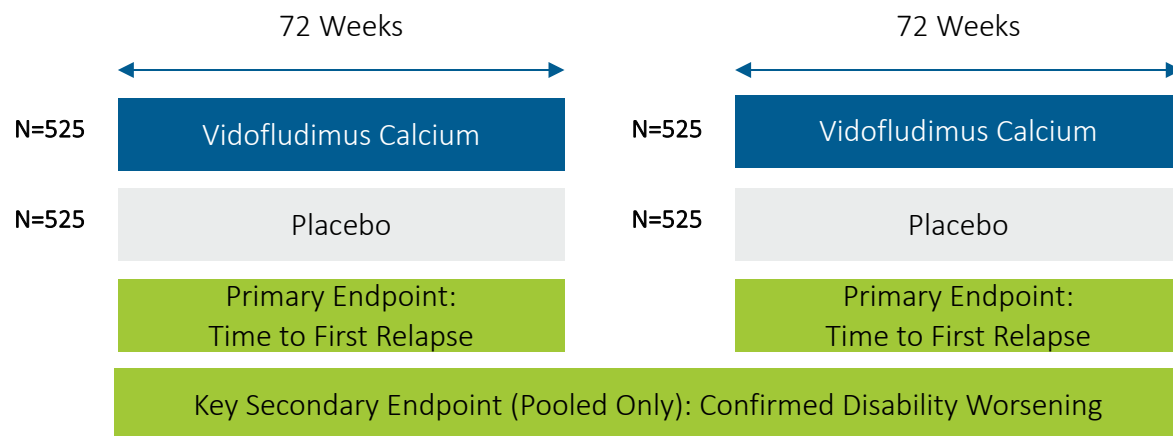 72 Weeks
72 Weeks
N=525
Vidofludimus Calcium
N=525
Vidofludimus Calcium
N=525
Placebo
N=525
Placebo
Primary Endpoint:
Time to First Relapse
Primary Endpoint:
Time to First Relapse
Key Secondary Endpoint (Pooled Only): Confirmed Disability Worsening